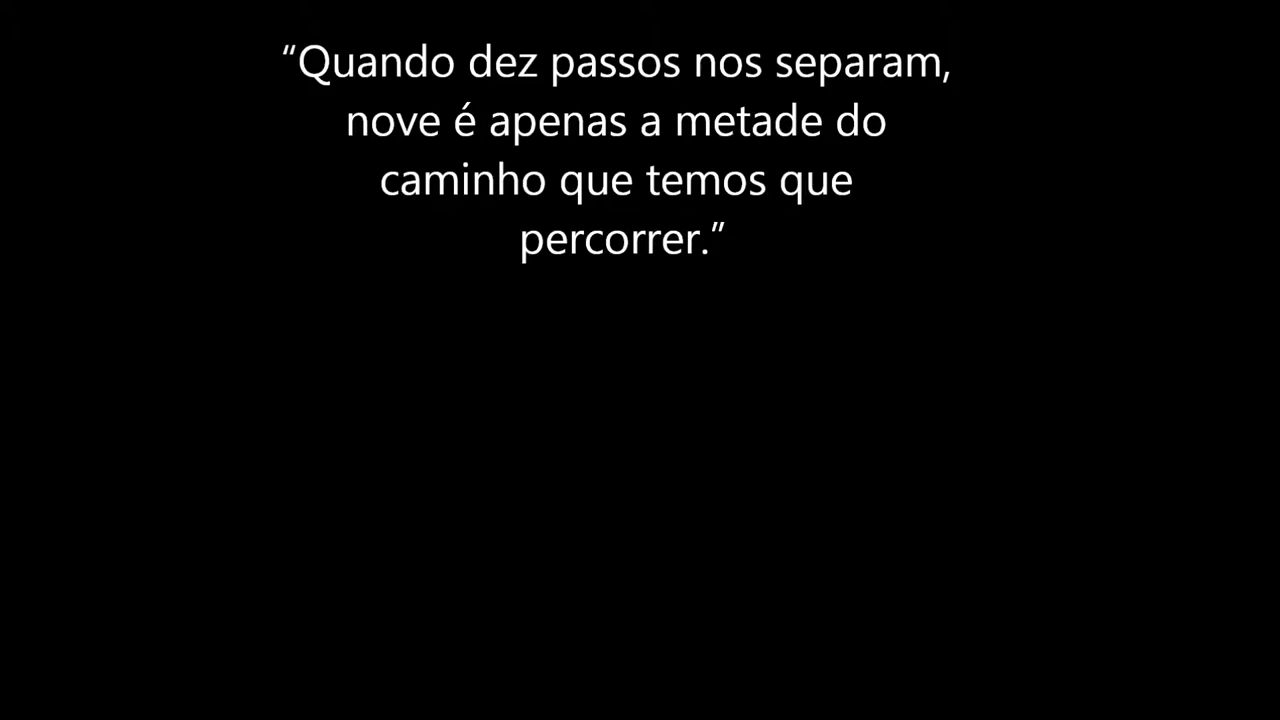 “Quando dez passos nos separam,
nove é apenas a metade do
caminho que temos que
percorrer.”